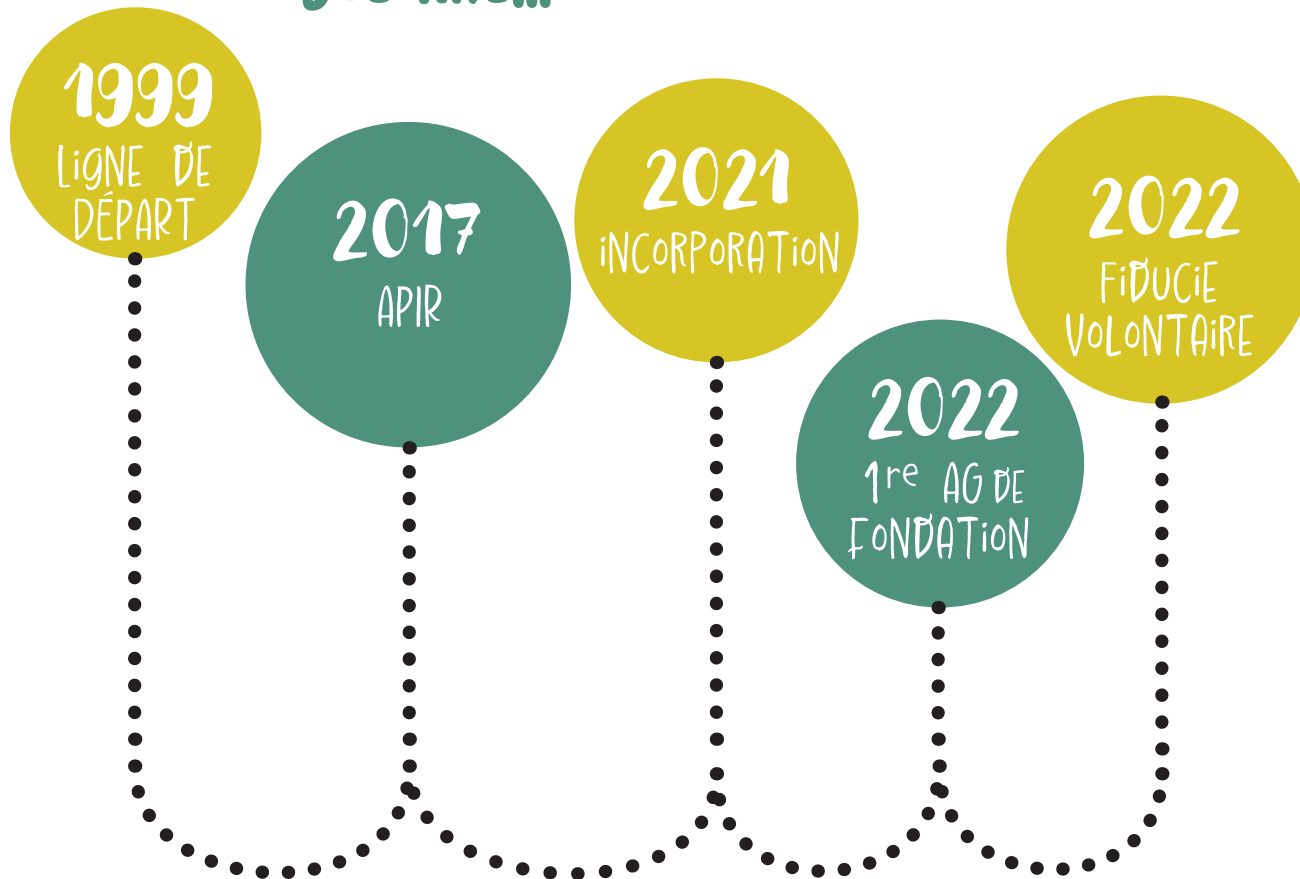 1999
LiGNE DE
DÉPART
2017
APIR
2021
iNCORPORATiON
2022
1re AG DE
FONDATiON
2022
FiDUCiE
VOLONTAiRE